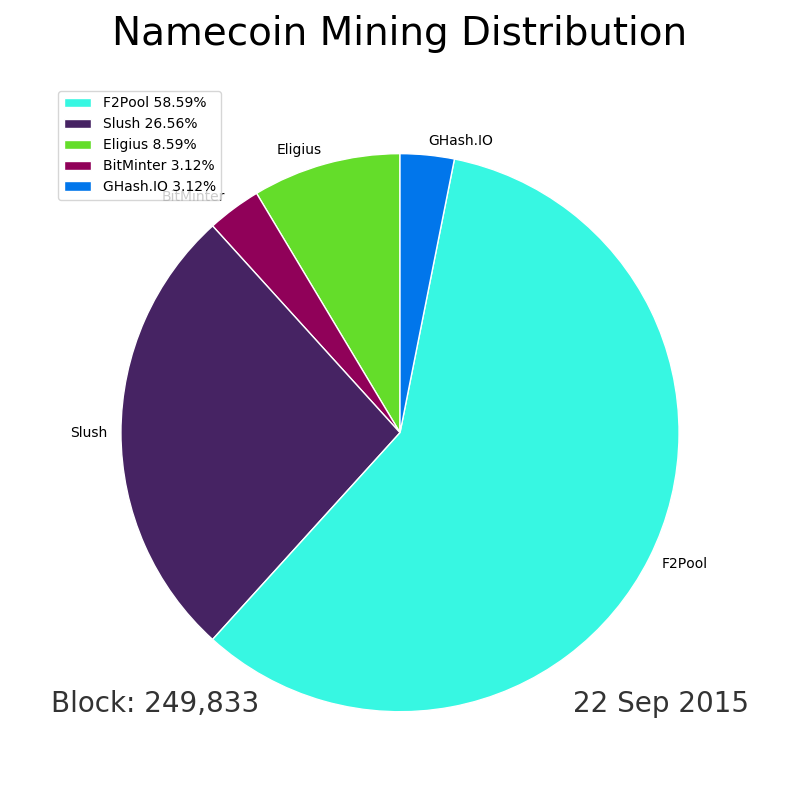 Namecoin Mining Distribution
F2Pool 58.59%
Slush 26.56%
Eligius 8.59%
BitMinter 3.12%
GHash.IO 3.12%
GHash.IO
Eligius
BitMinter
Slush
F2Pool
Block: 249,833
22 Sep 2015